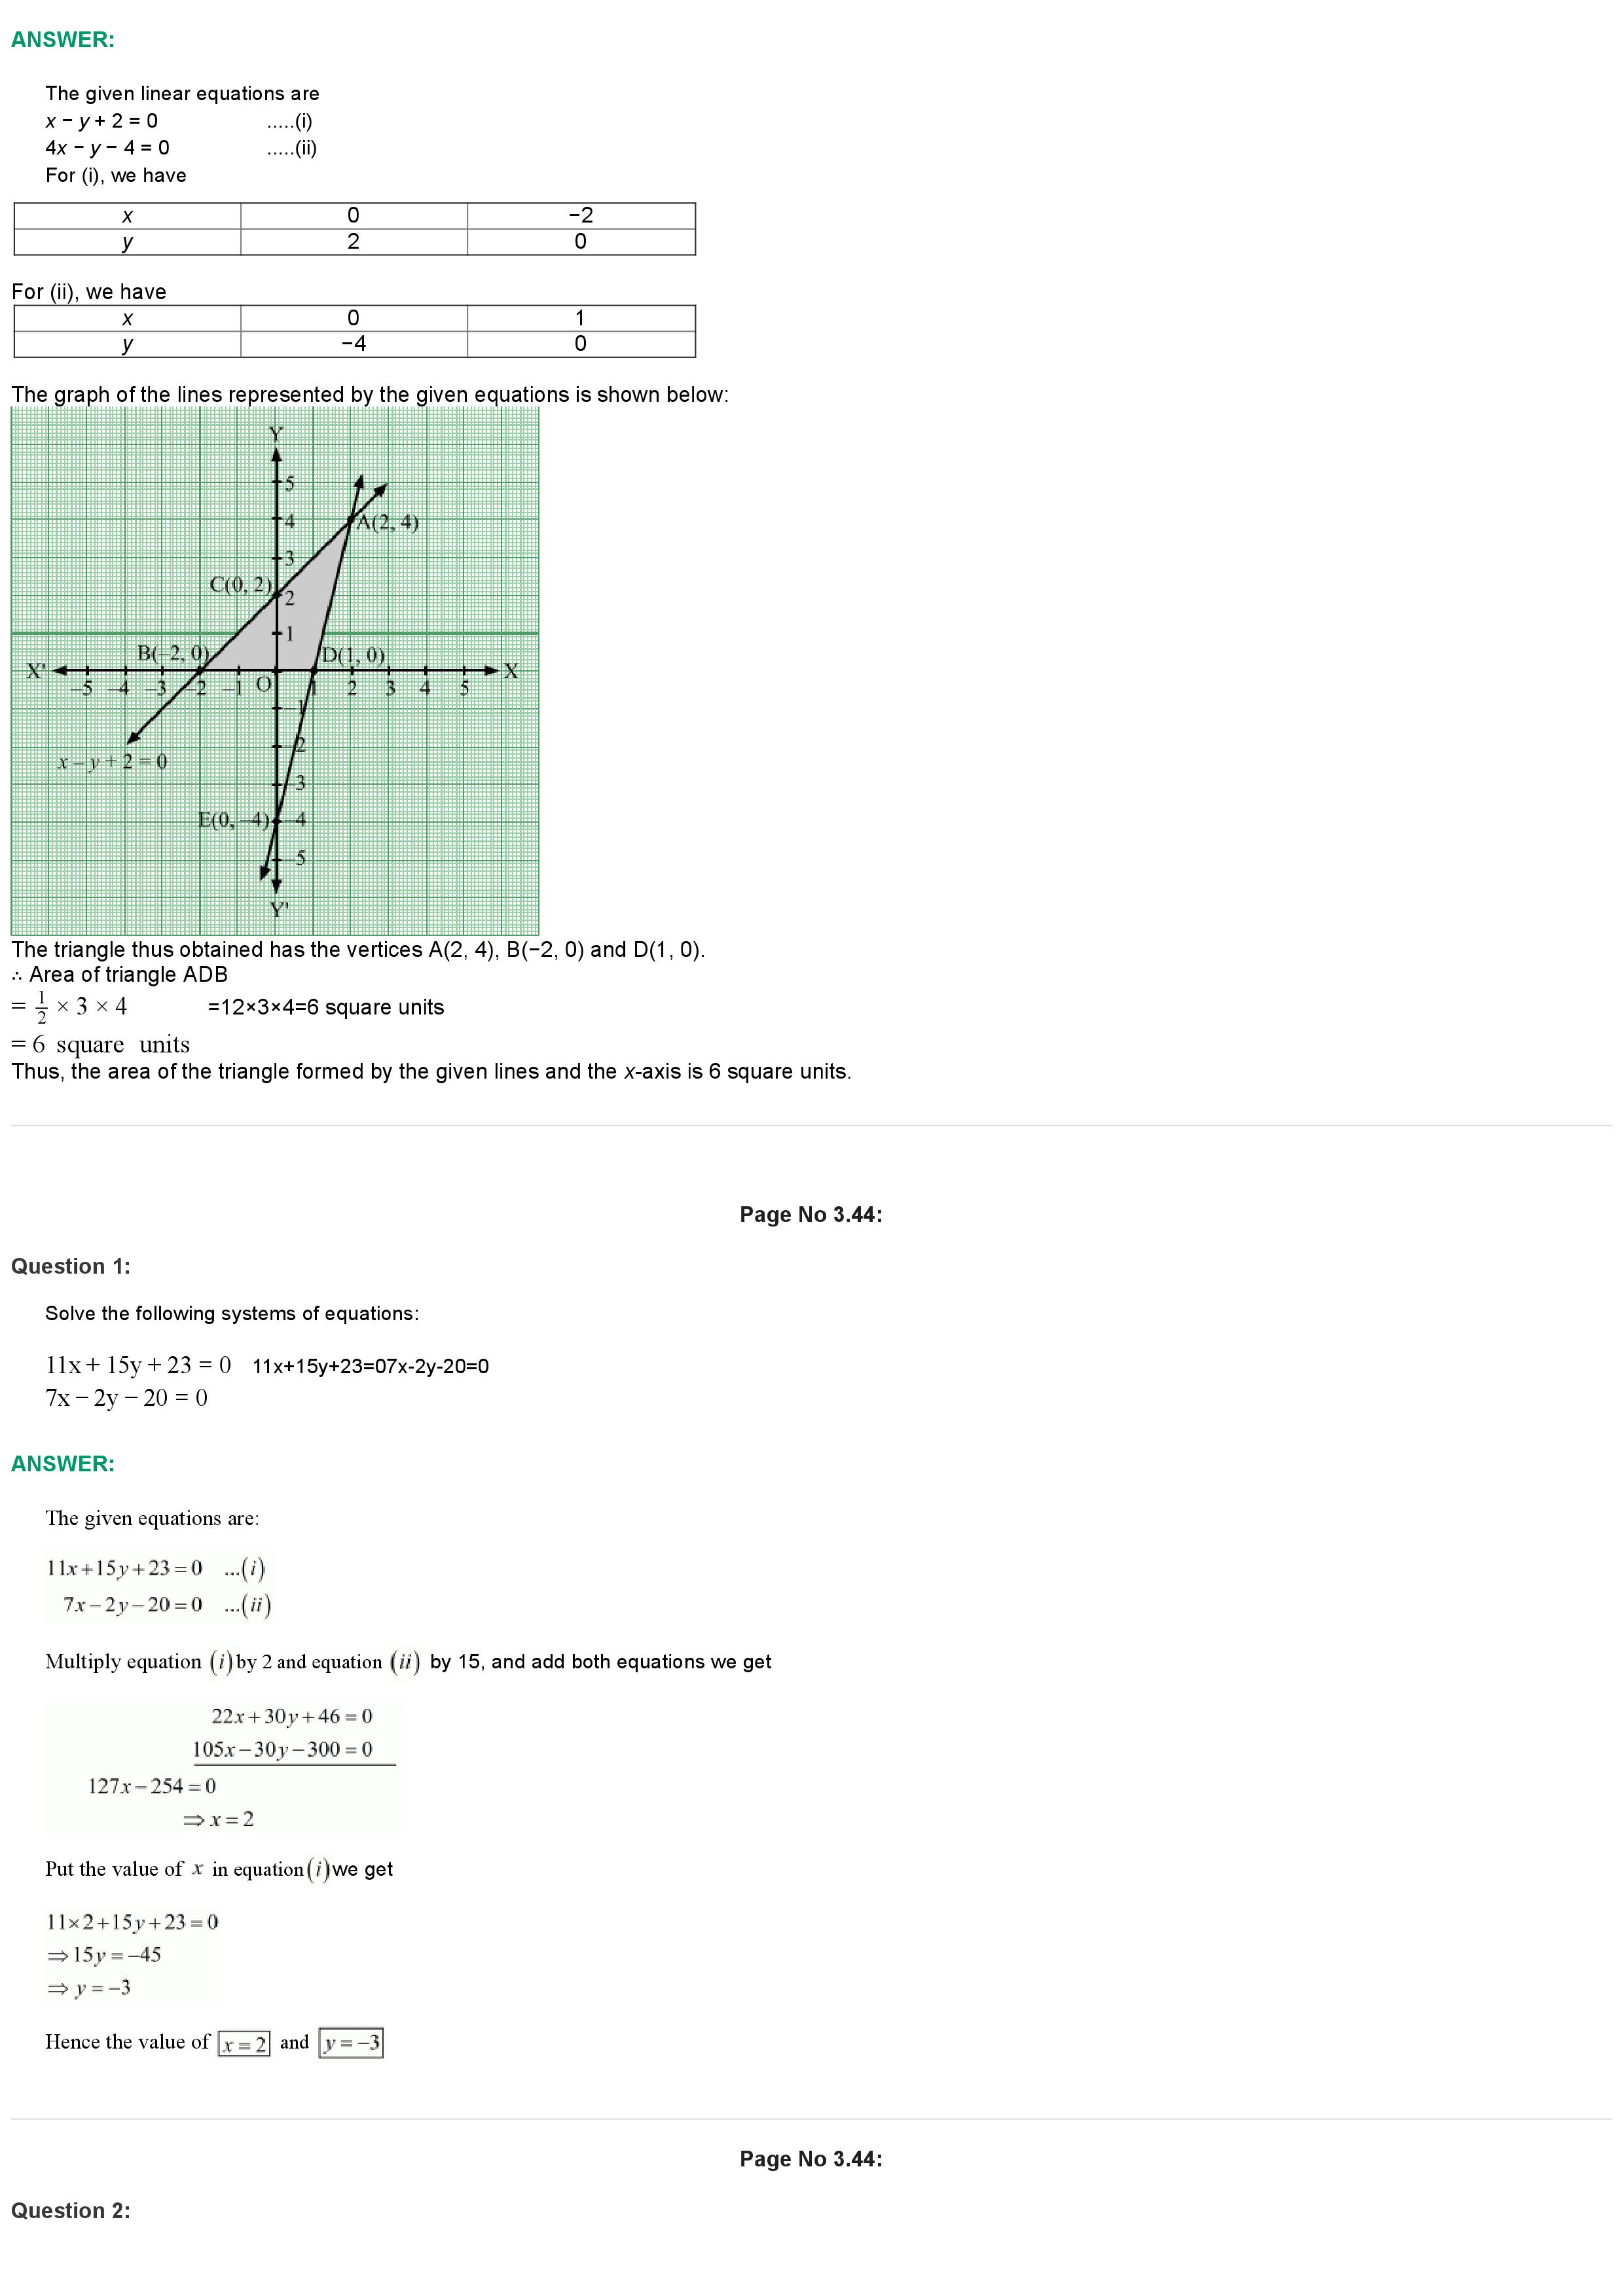 ANSWER:
The given linear equations are
x − y + 2 = 0 .....(i)
4x − y − 4 = 0 .....(ii)
For (i), we have
x 0 −2
y 2 0
For (ii), we have
x 0 1
y −4 0
The graph of the lines represented by the given equations is shown below:
Y
5
4 A(2, 4)
3
C(0, 2) 2
1
B(−2, 0) D(1, 0)
X' X
−5 −4 −3 −2 −1 O 1 2 3 4 5
−1
−2
x − y + 2 = 0
−3
E(0, −4) −4
−5
Y'
The triangle thus obtained has the vertices A(2, 4), B(−2, 0) and D(1, 0).
∴ Area of triangle ADB
= 1/2 × 3 × 4 =12×3×4=6 square units
= 6 square units
Thus, the area of the triangle formed by the given lines and the x-axis is 6 square units.
Page No 3.44:
Question 1:
Solve the following systems of equations:
11x + 15y + 23 = 0 11x+15y+23=07x-2y-20=0
7x − 2y − 20 = 0
ANSWER:
The given equations are:
11x+15y+23=0 ...(i)
7x−2y−20=0 ...(ii)
Multiply equation (i) by 2 and equation (ii) by 15, and add both equations we get
22x+30y+46=0
105x−30y−300=0
127x−254=0
⇒ x=2
Put the value of x in equation (i) we get
11×2+15y+23=0
⇒15y=−45
⇒ y=−3
Hence the value of x=2 and y=−3
Page No 3.44:
Question 2: